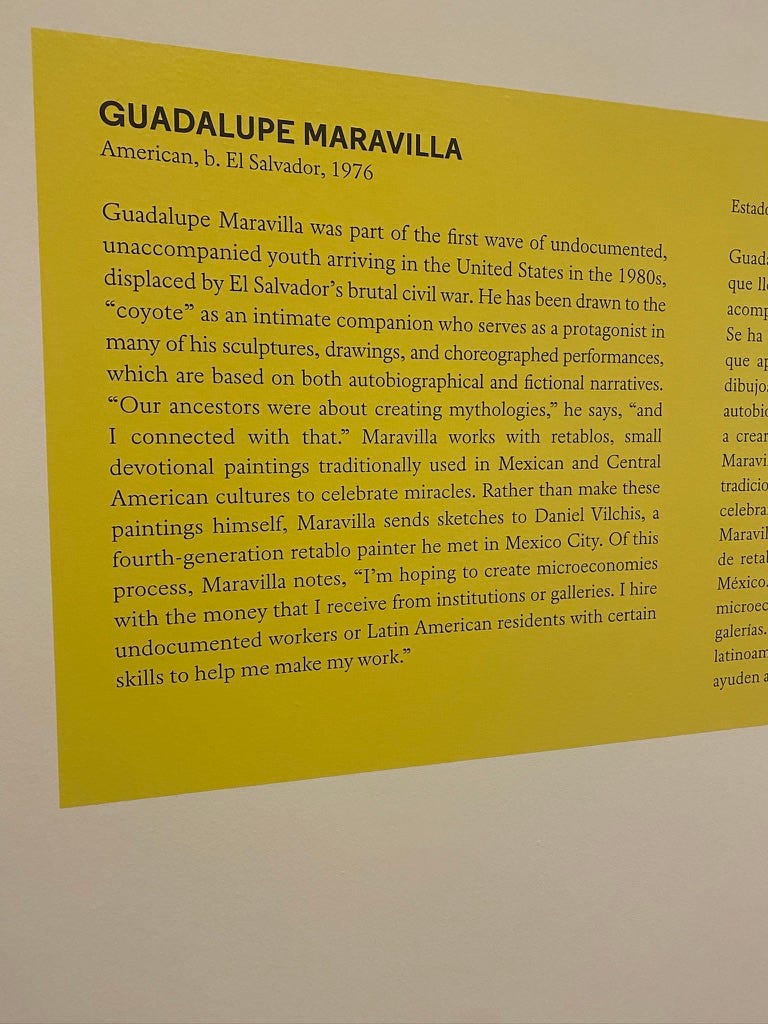 GUADALUPE MARAVILLA
American, b. El Salvador, 1976
Guadalupe Maravilla was part of the first wave of undocumented,
unaccompanied youth arriving in the United States in the 1980s,
displaced by El Salvador’s brutal civil war. He has been drawn to the
“coyote” as an intimate companion who serves as a protagonist in
many of his sculptures, drawings, and choreographed performances,
which are based on both autobiographical and fictional narratives.
“Our ancestors were about creating mythologies,” he says, “and
I connected with that.” Maravilla works with retablos, small
devotional paintings traditionally used in Mexican and Central
American cultures to celebrate miracles. Rather than make these
paintings himself, Maravilla sends sketches to Daniel Vilchis, a
fourth-generation retablo painter he met in Mexico City. Of this
process, Maravilla notes, “I’m hoping to create microeconomies
with the money that I receive from institutions or galleries. I hire
undocumented workers or Latin American residents with certain
skills to help me make my work.”
Estado
Guada
que lle
acomp
Se ha
que ap
dibujo
autobio
a crear
Maravi
tradicio
celebra
Maravil
de retab
México.
microec
galerías.
latinoam
ayuden a